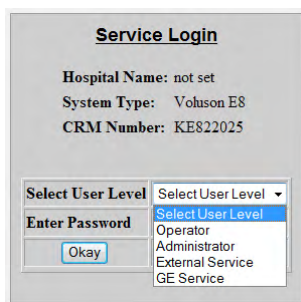 Service Login
Hospital Name: not set
System Type: Voluson E8
CRM Number: KE822025
Select User Level Select User Level
Select User Level
Enter Password
Operator
Administrator
Okay
External Service
GE Service